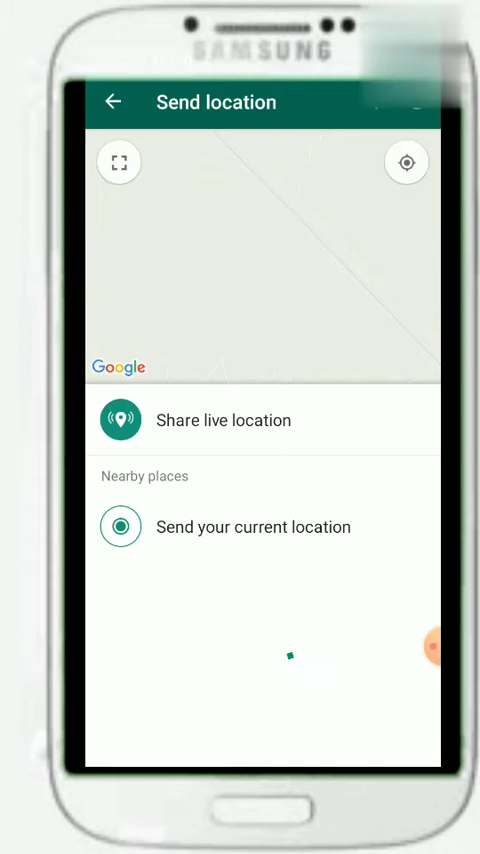 SAMSUNG
Send location
Google
Share live location
Nearby places
Send your current location